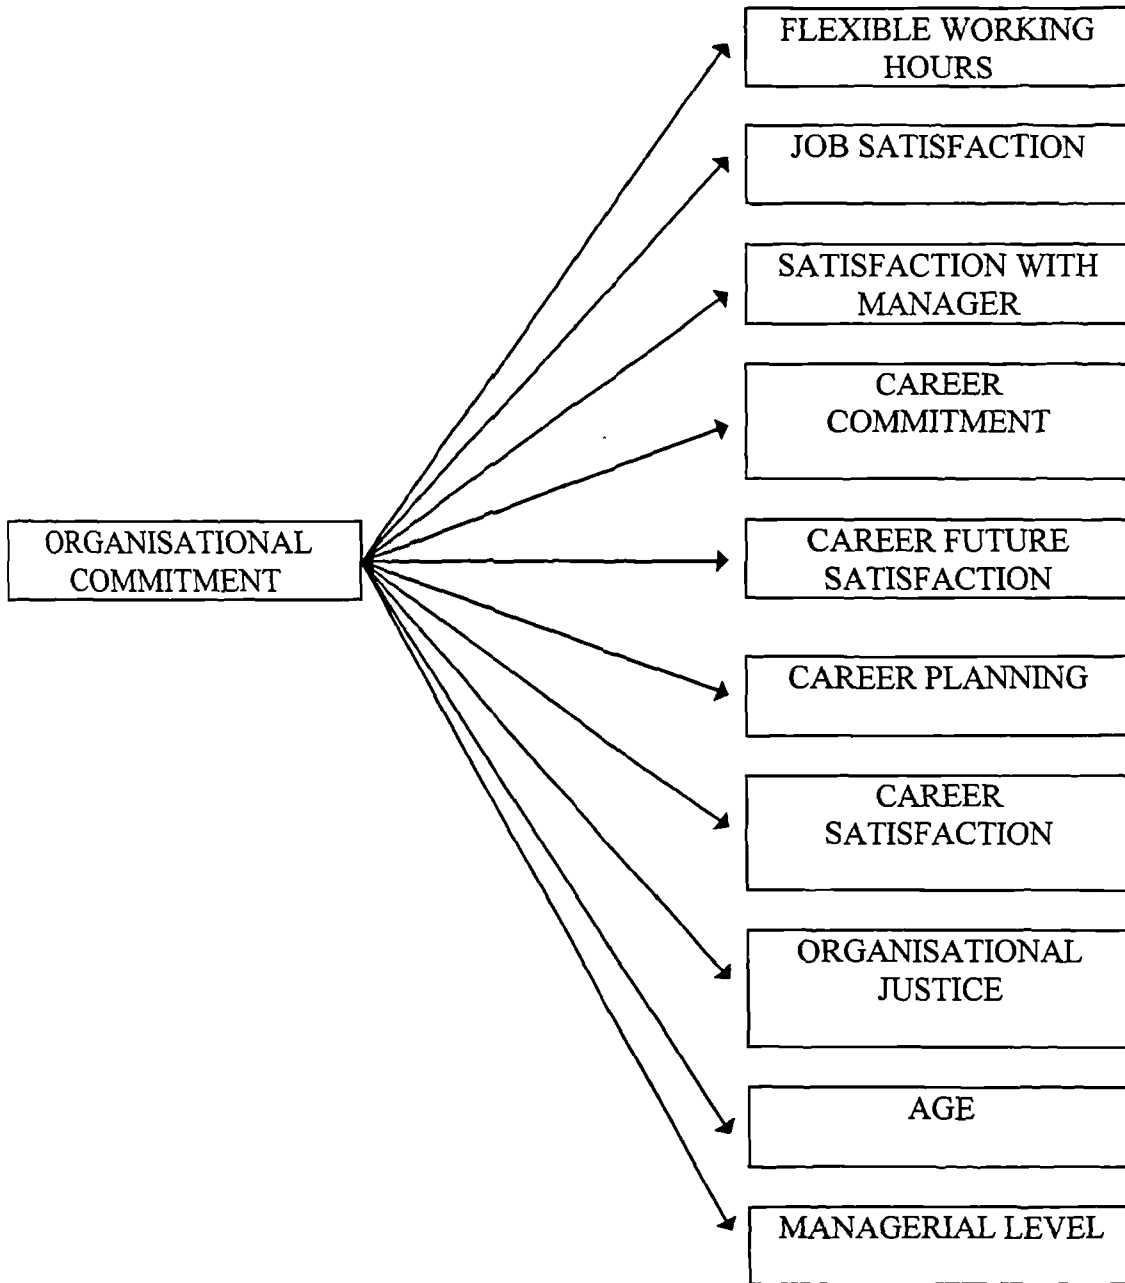 FLEXIBLE WORKING
HOURS
JOB SATISFACTION
SATISFACTION WITH
MANAGER
CAREER
COMMITMENT
ORGANISATIONAL
COMMITMENT
CAREER FUTURE
SATISFACTION
CAREER PLANNING
CAREER
SATISFACTION
ORGANISATIONAL
JUSTICE
AGE
MANAGERIAL LEVEL